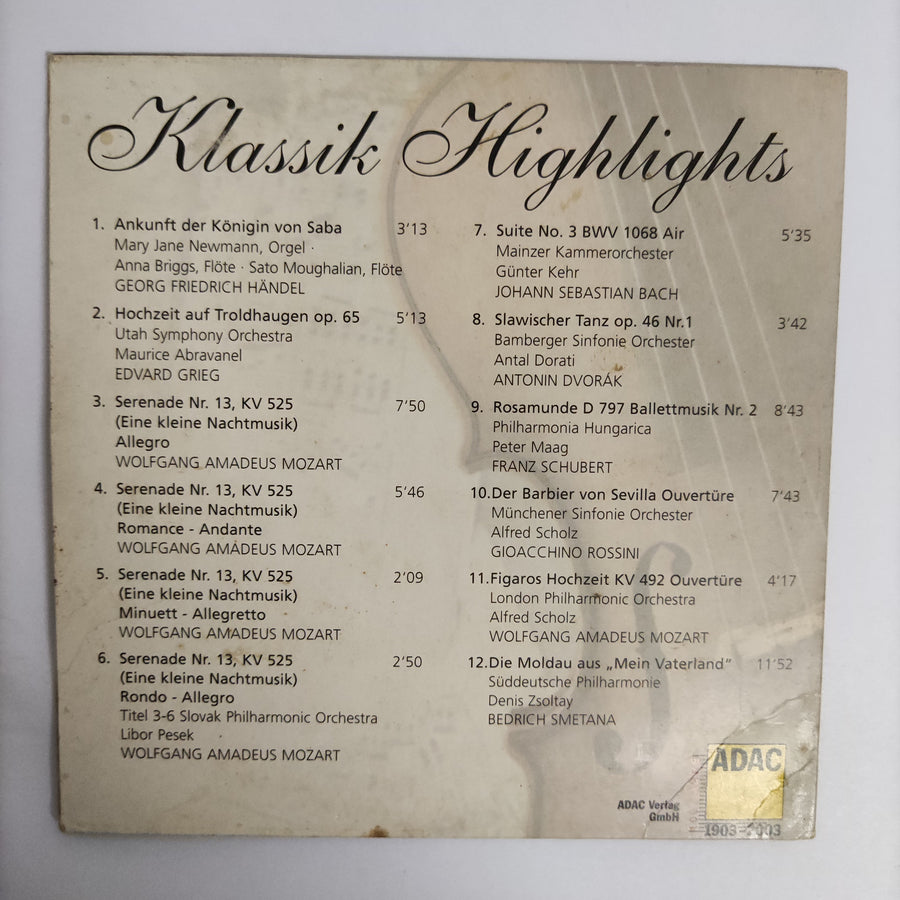 Klassik Highlights
1. Ankunft der Königin von Saba 3'13
Mary Jane Newmann, Orgel ·
Anna Briggs, Flöte · Sato Moughalian, Flöte
GEORG FRIEDRICH HÄNDEL
2. Hochzeit auf Troldhaugen op. 65 5'13
Utah Symphony Orchestra
Maurice Abravanel
EDVARD GRIEG
3. Serenade Nr. 13, KV 525 7'50
(Eine kleine Nachtmusik)
Allegro
WOLFGANG AMADEUS MOZART
4. Serenade Nr. 13, KV 525 5'46
(Eine kleine Nachtmusik)
Romance - Andante
WOLFGANG AMADEUS MOZART
5. Serenade Nr. 13, KV 525 2'09
(Eine kleine Nachtmusik)
Minuett - Allegretto
WOLFGANG AMADEUS MOZART
6. Serenade Nr. 13, KV 525 2'50
(Eine kleine Nachtmusik)
Rondo - Allegro
Titel 3-6 Slovak Philharmonic Orchestra
Libor Pesek
WOLFGANG AMADEUS MOZART
7. Suite No. 3 BWV 1068 Air 5'35
Mainzer Kammerorchester
Günter Kehr
JOHANN SEBASTIAN BACH
8. Slawischer Tanz op. 46 Nr.1 3'42
Bamberger Sinfonie Orchester
Antal Dorati
ANTONIN DVORÁK
9. Rosamunde D 797 Ballettmusik Nr. 2 8'43
Philharmonia Hungarica
Peter Maag
FRANZ SCHUBERT
10.Der Barbier von Sevilla Ouvertüre 7'43
Münchener Sinfonie Orchester
Alfred Scholz
GIOACCHINO ROSSINI
11.Figaros Hochzeit KV 492 Ouvertüre 4'17
London Philharmonic Orchestra
Alfred Scholz
WOLFGANG AMADEUS MOZART
12.Die Moldau aus „Mein Vaterland" 11'52
Süddeutsche Philharmonie
Denis Zsoltay
BEDRICH SMETANA
ADAC
ADAC Verlag
GmbH
1903-2003